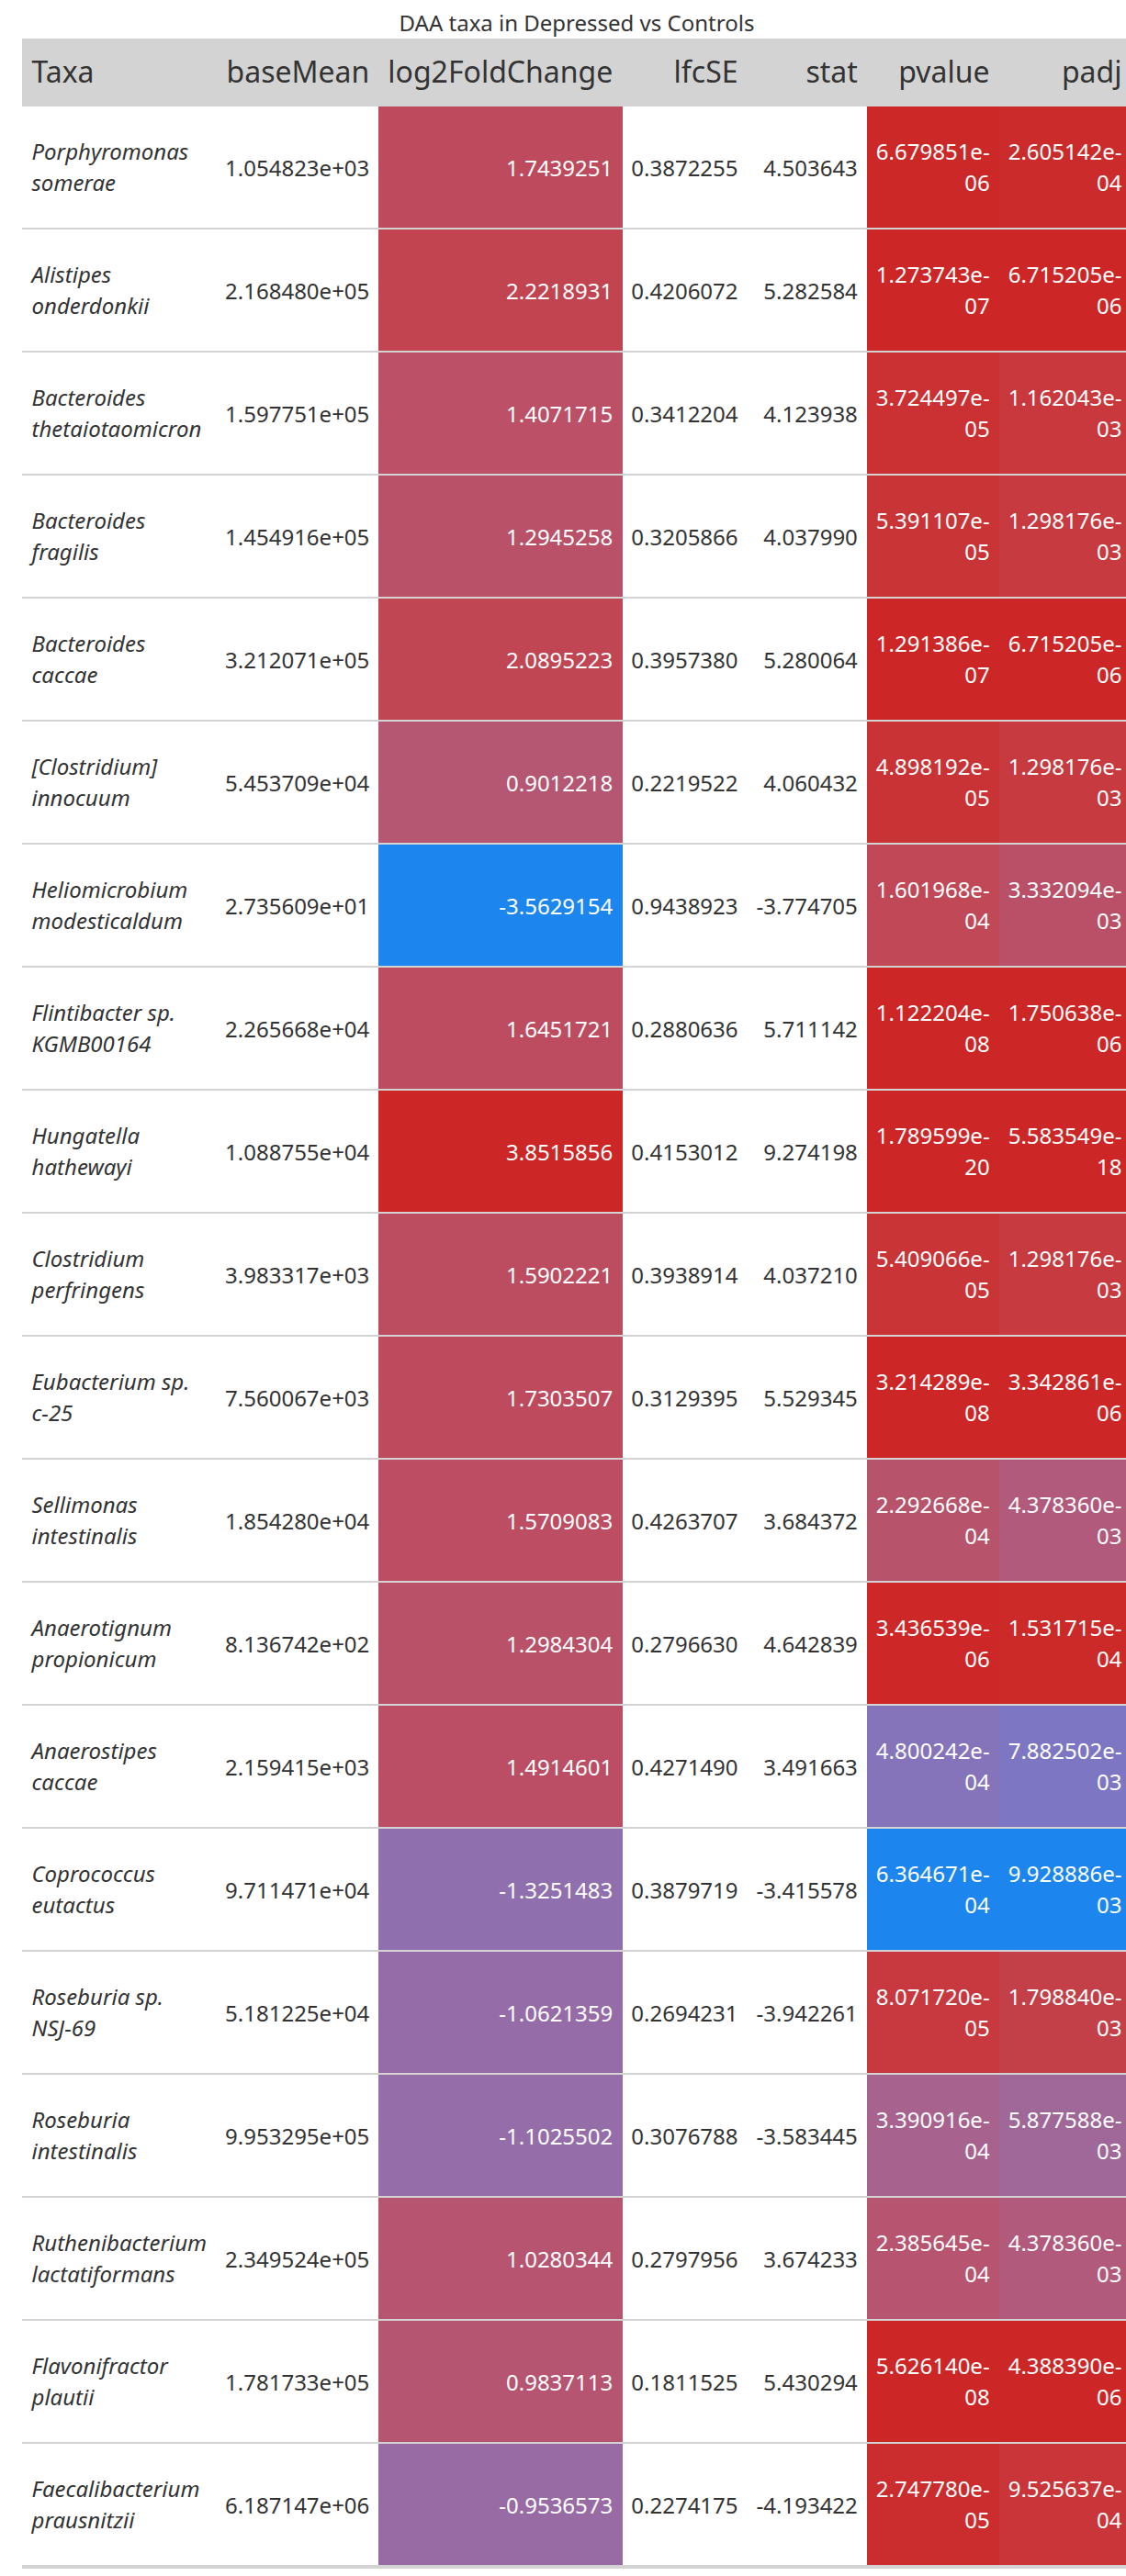 DAA taxa in Depressed vs Controls
Taxa baseMean log2FoldChange lfcSE stat pvalue padj
Porphyromonas somerae 1.054823e+03 1.7439251 0.3872255 4.503643 6.679851e-06 2.605142e-04
Alistipes onderdonkii 2.168480e+05 2.2218931 0.4206072 5.282584 1.273743e-07 6.715205e-06
Bacteroides thetaiotaomicron 1.597751e+05 1.4071715 0.3412204 4.123938 3.724497e-05 1.162043e-03
Bacteroides fragilis 1.454916e+05 1.2945258 0.3205866 4.037990 5.391107e-05 1.298176e-03
Bacteroides caccae 3.212071e+05 2.0895223 0.3957380 5.280064 1.291386e-07 6.715205e-06
[Clostridium] innocuum 5.453709e+04 0.9012218 0.2219522 4.060432 4.898192e-05 1.298176e-03
Heliomicrobium modesticaldum 2.735609e+01 -3.5629154 0.9438923 -3.774705 1.601968e-04 3.332094e-03
Flintibacter sp. KGMB00164 2.265668e+04 1.6451721 0.2880636 5.711142 1.122204e-08 1.750638e-06
Hungatella hathewayi 1.088755e+04 3.8515856 0.4153012 9.274198 1.789599e-20 5.583549e-18
Clostridium perfringens 3.983317e+03 1.5902221 0.3938914 4.037210 5.409066e-05 1.298176e-03
Eubacterium sp. c-25 7.560067e+03 1.7303507 0.3129395 5.529345 3.214289e-08 3.342861e-06
Sellimonas intestinalis 1.854280e+04 1.5709083 0.4263707 3.684372 2.292668e-04 4.378360e-03
Anaerotignum propionicum 8.136742e+02 1.2984304 0.2796630 4.642839 3.436539e-06 1.531715e-04
Anaerostipes caccae 2.159415e+03 1.4914601 0.4271490 3.491663 4.800242e-04 7.882502e-03
Coprococcus eutactus 9.711471e+04 -1.3251483 0.3879719 -3.415578 6.364671e-04 9.928886e-03
Roseburia sp. NSJ-69 5.181225e+04 -1.0621359 0.2694231 -3.942261 8.071720e-05 1.798840e-03
Roseburia intestinalis 9.953295e+05 -1.1025502 0.3076788 -3.583445 3.390916e-04 5.877588e-03
Ruthenibacterium lactatiformans 2.349524e+05 1.0280344 0.2797956 3.674233 2.385645e-04 4.378360e-03
Flavonifractor plautii 1.781733e+05 0.9837113 0.1811525 5.430294 5.626140e-08 4.388390e-06
Faecalibacterium prausnitzii 6.187147e+06 -0.9536573 0.2274175 -4.193422 2.747780e-05 9.525637e-04